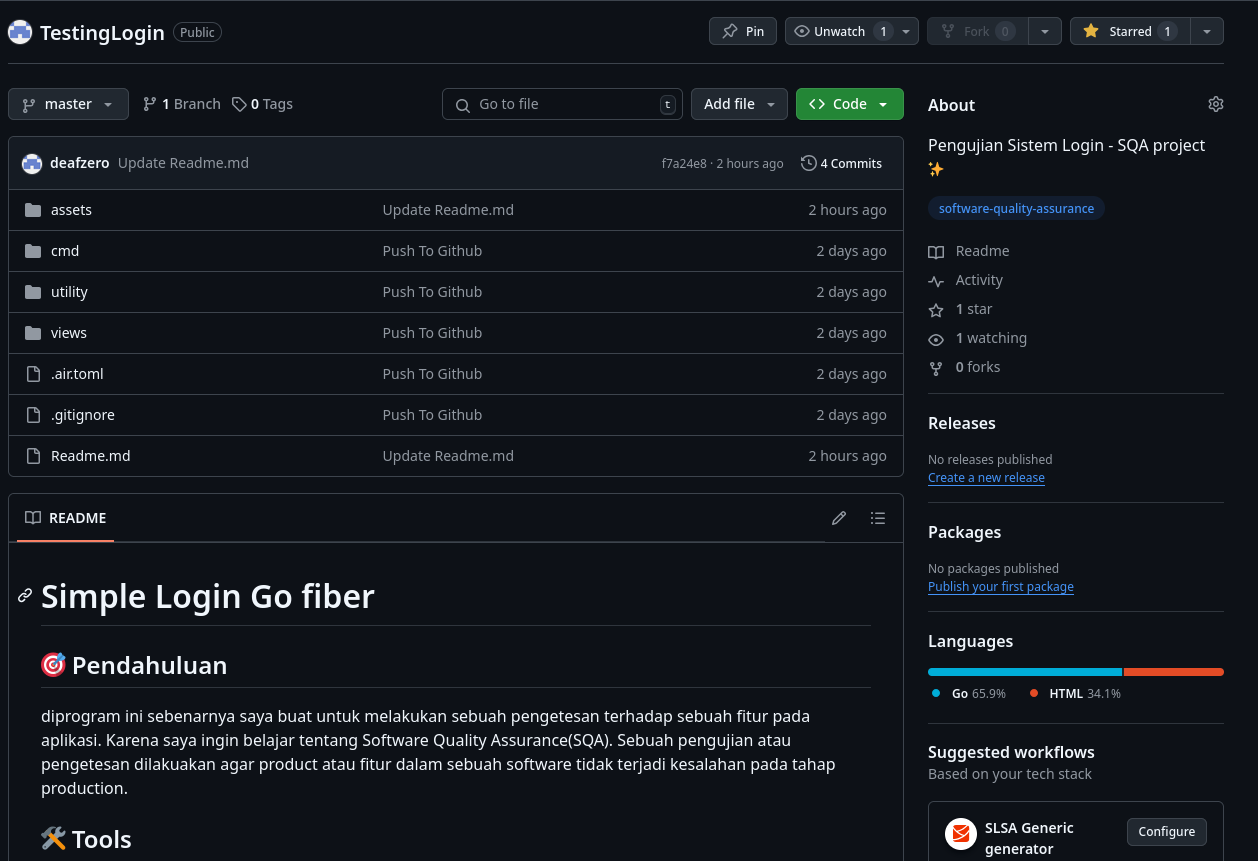 TestingLogin Public Pin Unwatch 1 Fork 0 Starred 1
master 1 Branch 0 Tags Go to file t Add file Code
deafzero Update Readme.md f7a24e8 · 2 hours ago 4 Commits
assets Update Readme.md 2 hours ago
cmd Push To Github 2 days ago
utility Push To Github 2 days ago
views Push To Github 2 days ago
.air.toml Push To Github 2 days ago
.gitignore Push To Github 2 days ago
Readme.md Update Readme.md 2 hours ago
README
Simple Login Go fiber
🎯 Pendahuluan
diprogram ini sebenarnya saya buat untuk melakukan sebuah pengetesan terhadap sebuah fitur pada
aplikasi. Karena saya ingin belajar tentang Software Quality Assurance(SQA). Sebuah pengujian atau
pengetesan dilakuakan agar product atau fitur dalam sebuah software tidak terjadi kesalahan pada tahap
production.
🛠️ Tools
About
Pengujian Sistem Login - SQA project
✨
software-quality-assurance
Readme
Activity
1 star
1 watching
0 forks
Releases
No releases published
Create a new release
Packages
No packages published
Publish your first package
Languages
Go 65.9% HTML 34.1%
Suggested workflows
Based on your tech stack
SLSA Generic
generator
Configure